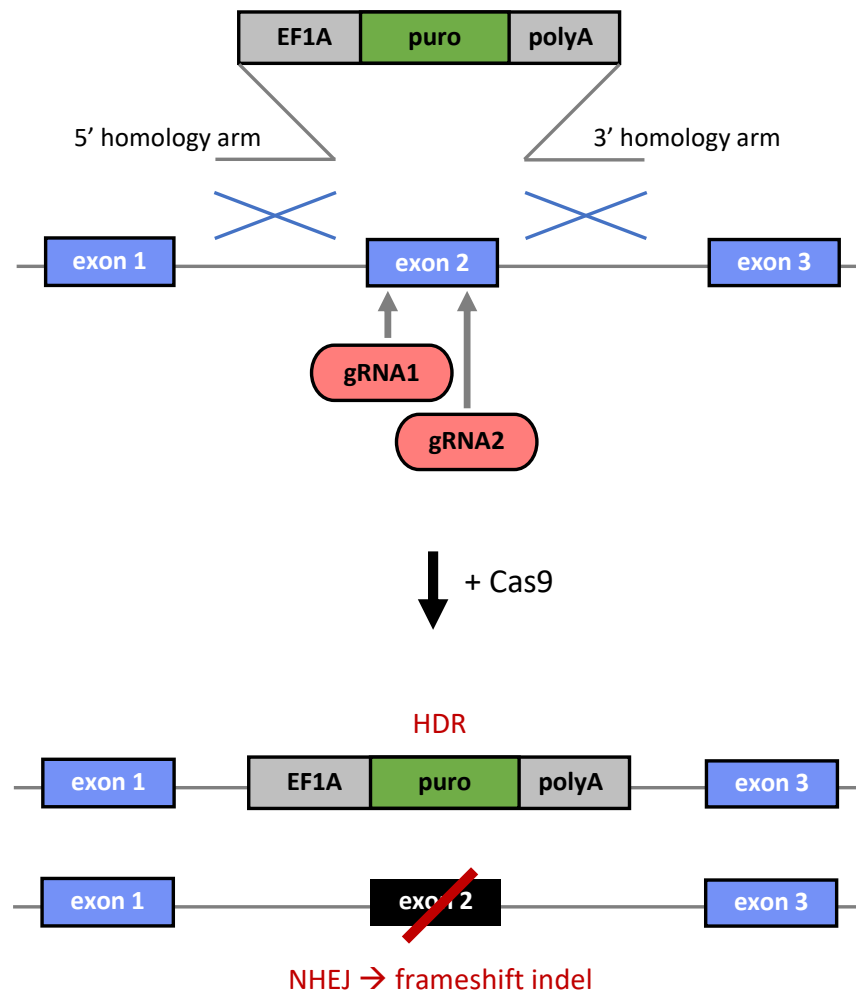 EF1A puro polyA
5’ homology arm 3’ homology arm
exon 1 exon 2 exon 3
gRNA1
gRNA2
+ Cas9
HDR
exon 1 EF1A puro polyA exon 3
exon 1 exon 2 exon 3
NHEJ → frameshift indel